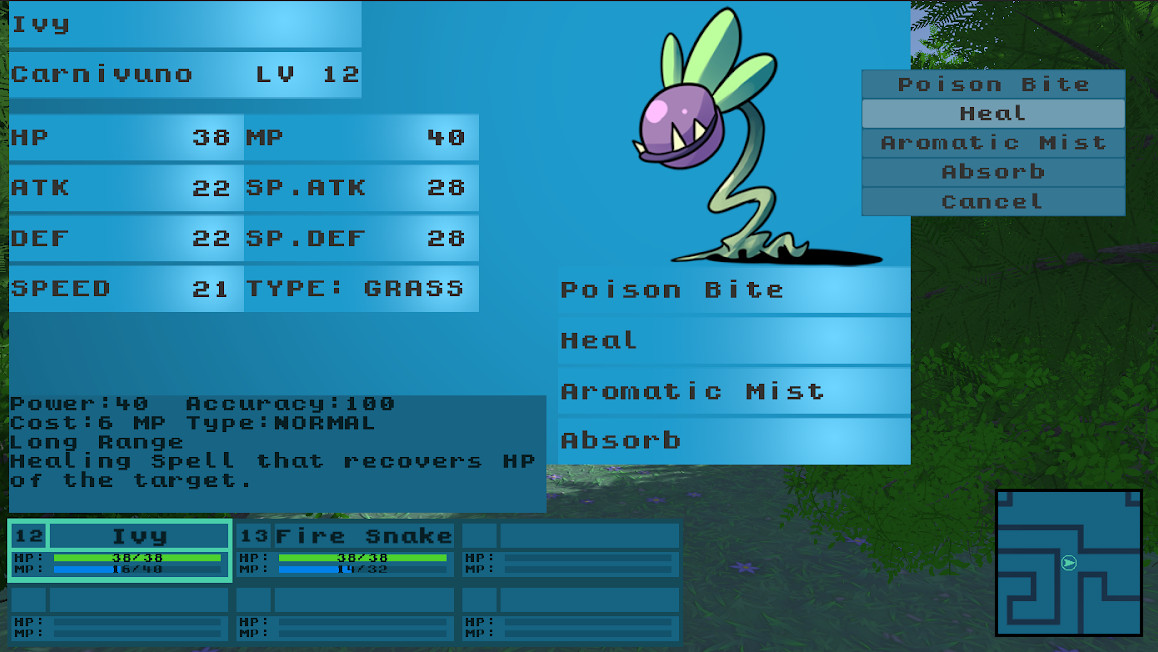 Ivy
Carnivuno LV 12
HP 38 MP 40
ATK 22 SP.ATK 28
DEF 22 SP.DEF 28
SPEED 21 TYPE: GRASS
Poison Bite
Heal
Aromatic Mist
Absorb
Cancel
Poison Bite
Heal
Aromatic Mist
Absorb
Power:40 Accuracy:100
Cost:6 MP Type:NORMAL
Long Range
Healing Spell that recovers HP
of the target.
12 Ivy 13 Fire Snake
HP: 38/38 HP: 38/38 HP:
MP: 16/40 MP: 14/32 MP:
HP: HP: HP:
MP: MP: MP: